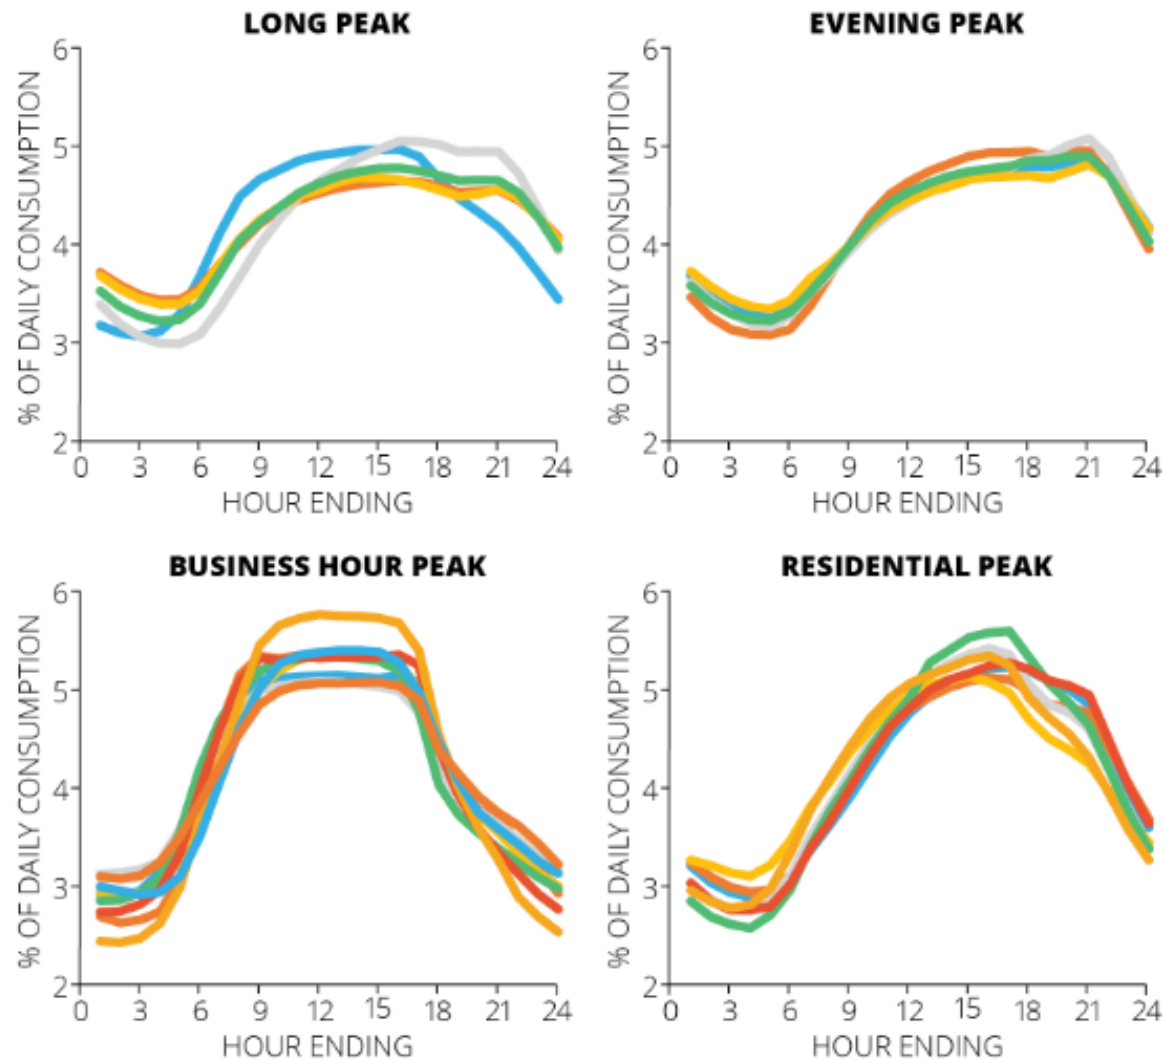 LONG PEAK
% OF DAILY CONSUMPTION
6
5
4
3
2
0 3 6 9 12 15 18 21 24
HOUR ENDING
EVENING PEAK
% OF DAILY CONSUMPTION
6
5
4
3
2
0 3 6 9 12 15 18 21 24
HOUR ENDING
BUSINESS HOUR PEAK
% OF DAILY CONSUMPTION
6
5
4
3
2
0 3 6 9 12 15 18 21 24
HOUR ENDING
RESIDENTIAL PEAK
% OF DAILY CONSUMPTION
6
5
4
3
2
0 3 6 9 12 15 18 21 24
HOUR ENDING